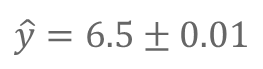 ŷ = 6.5 ± 0.01